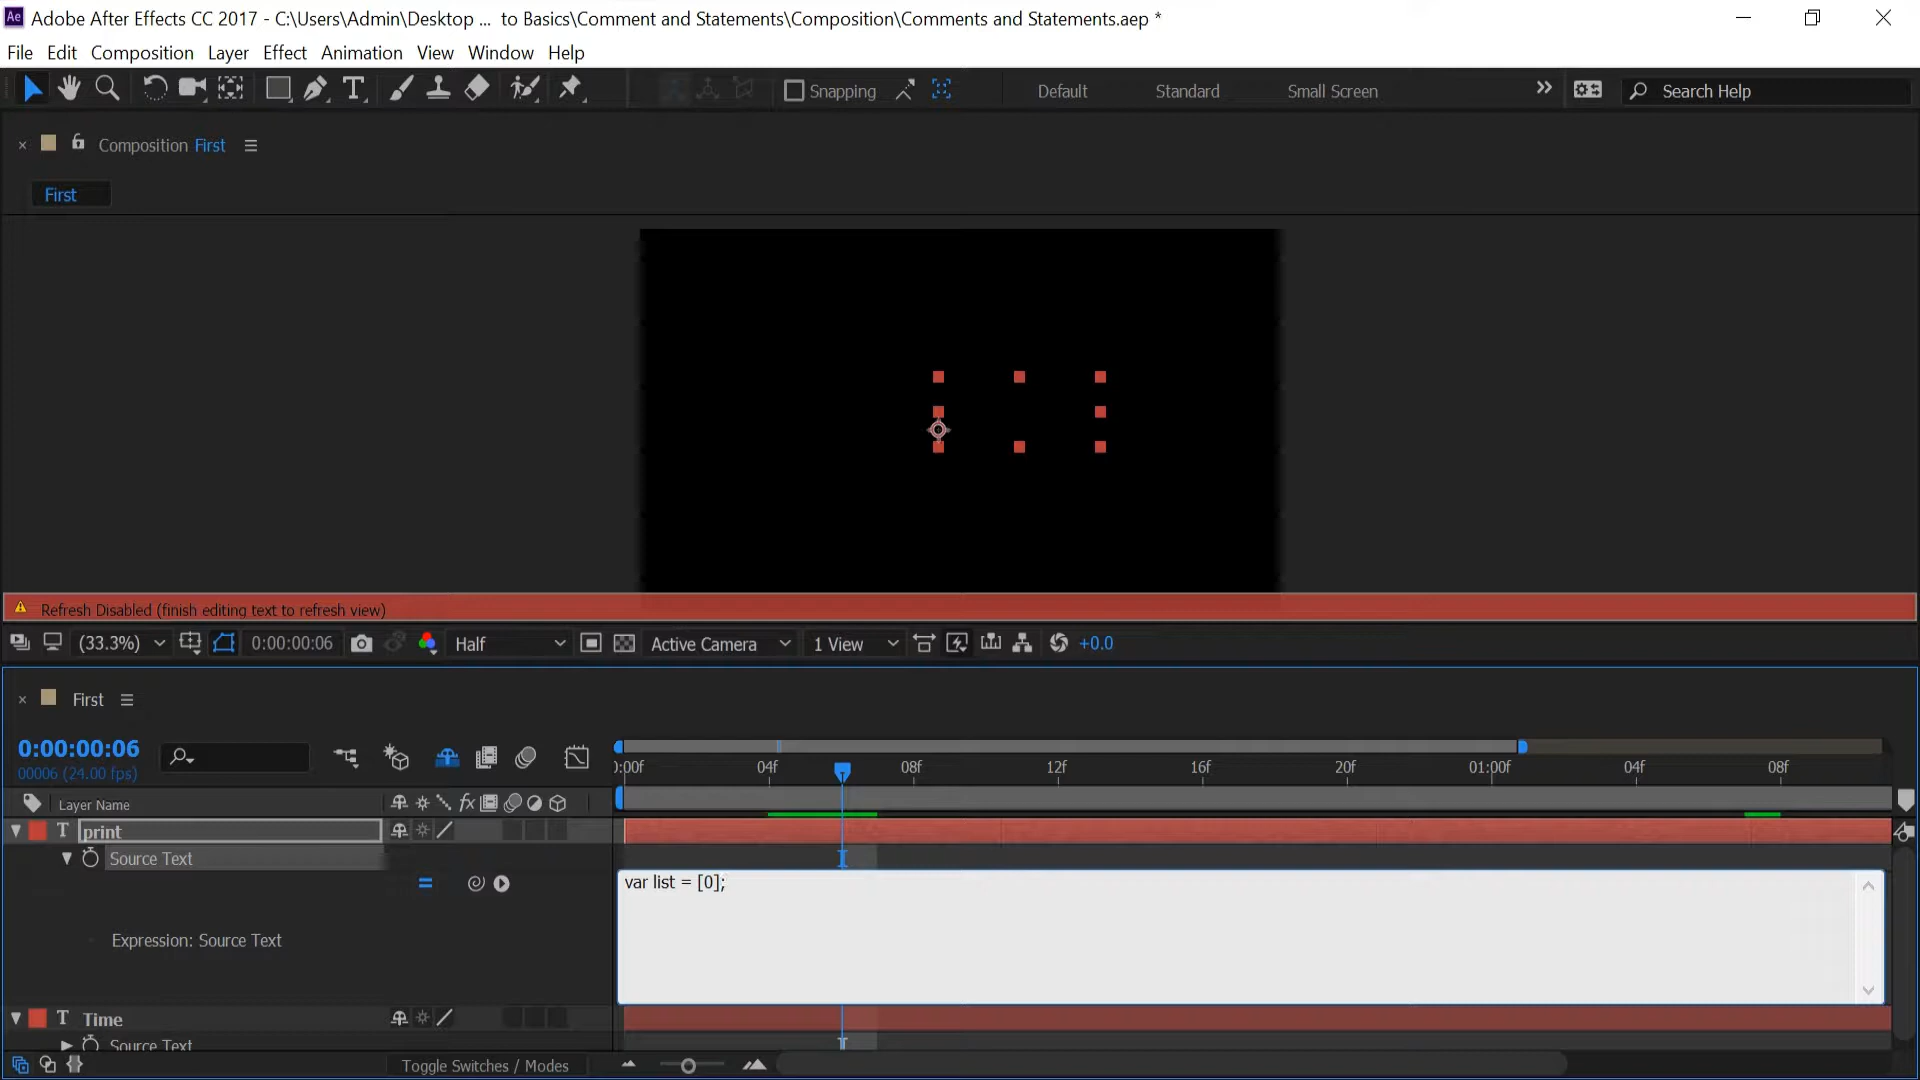 Ae Adobe After Effects CC 2017 - C:\Users\Admin\Desktop ... to Basics\Comment and Statements\Composition\Comments and Statements.aep *
File Edit Composition Layer Effect Animation View Window Help
Snapping Default Standard Small Screen Search Help
Composition First
First
Refresh Disabled (finish editing text to refresh view)
(33.3%) 0:00:00:06 Half Active Camera 1 View +0.0
First
0:00:00:06
00006 (24.00 fps)
):00f 04f 08f 12f 16f 20f 01:00f 04f 08f
Layer Name
T print
Source Text
var list = [0];
Expression: Source Text
T Time
Source Text
Toggle Switches / Modes